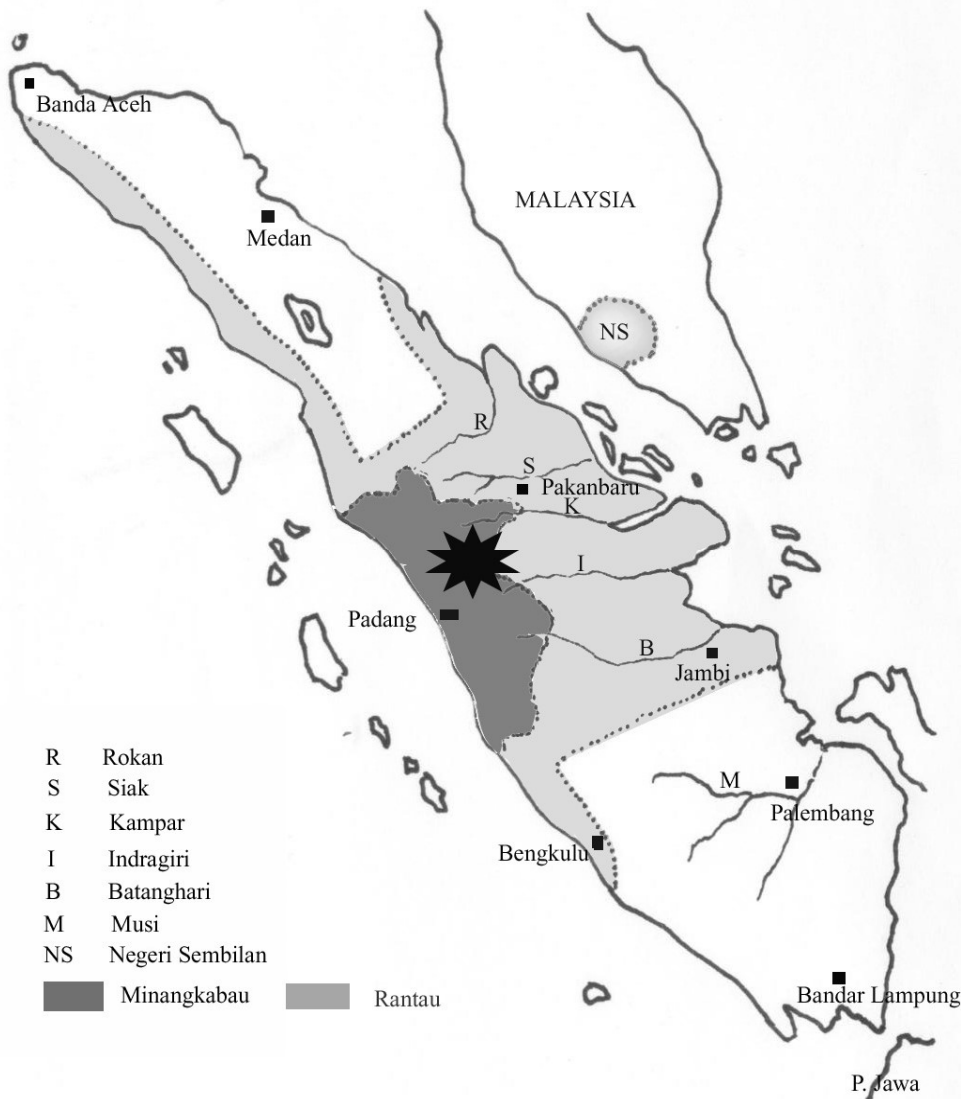 Banda Aceh
MALAYSIA
Medan
NS
R
S
Pakanbaru
K
I
Padang
B
Jambi
M
Palembang
Bengkulu
R Rokan
S Siak
K Kampar
I Indragiri
B Batanghari
M Musi
NS Negeri Sembilan
Minangkabau Rantau
Bandar Lampung
P. Jawa